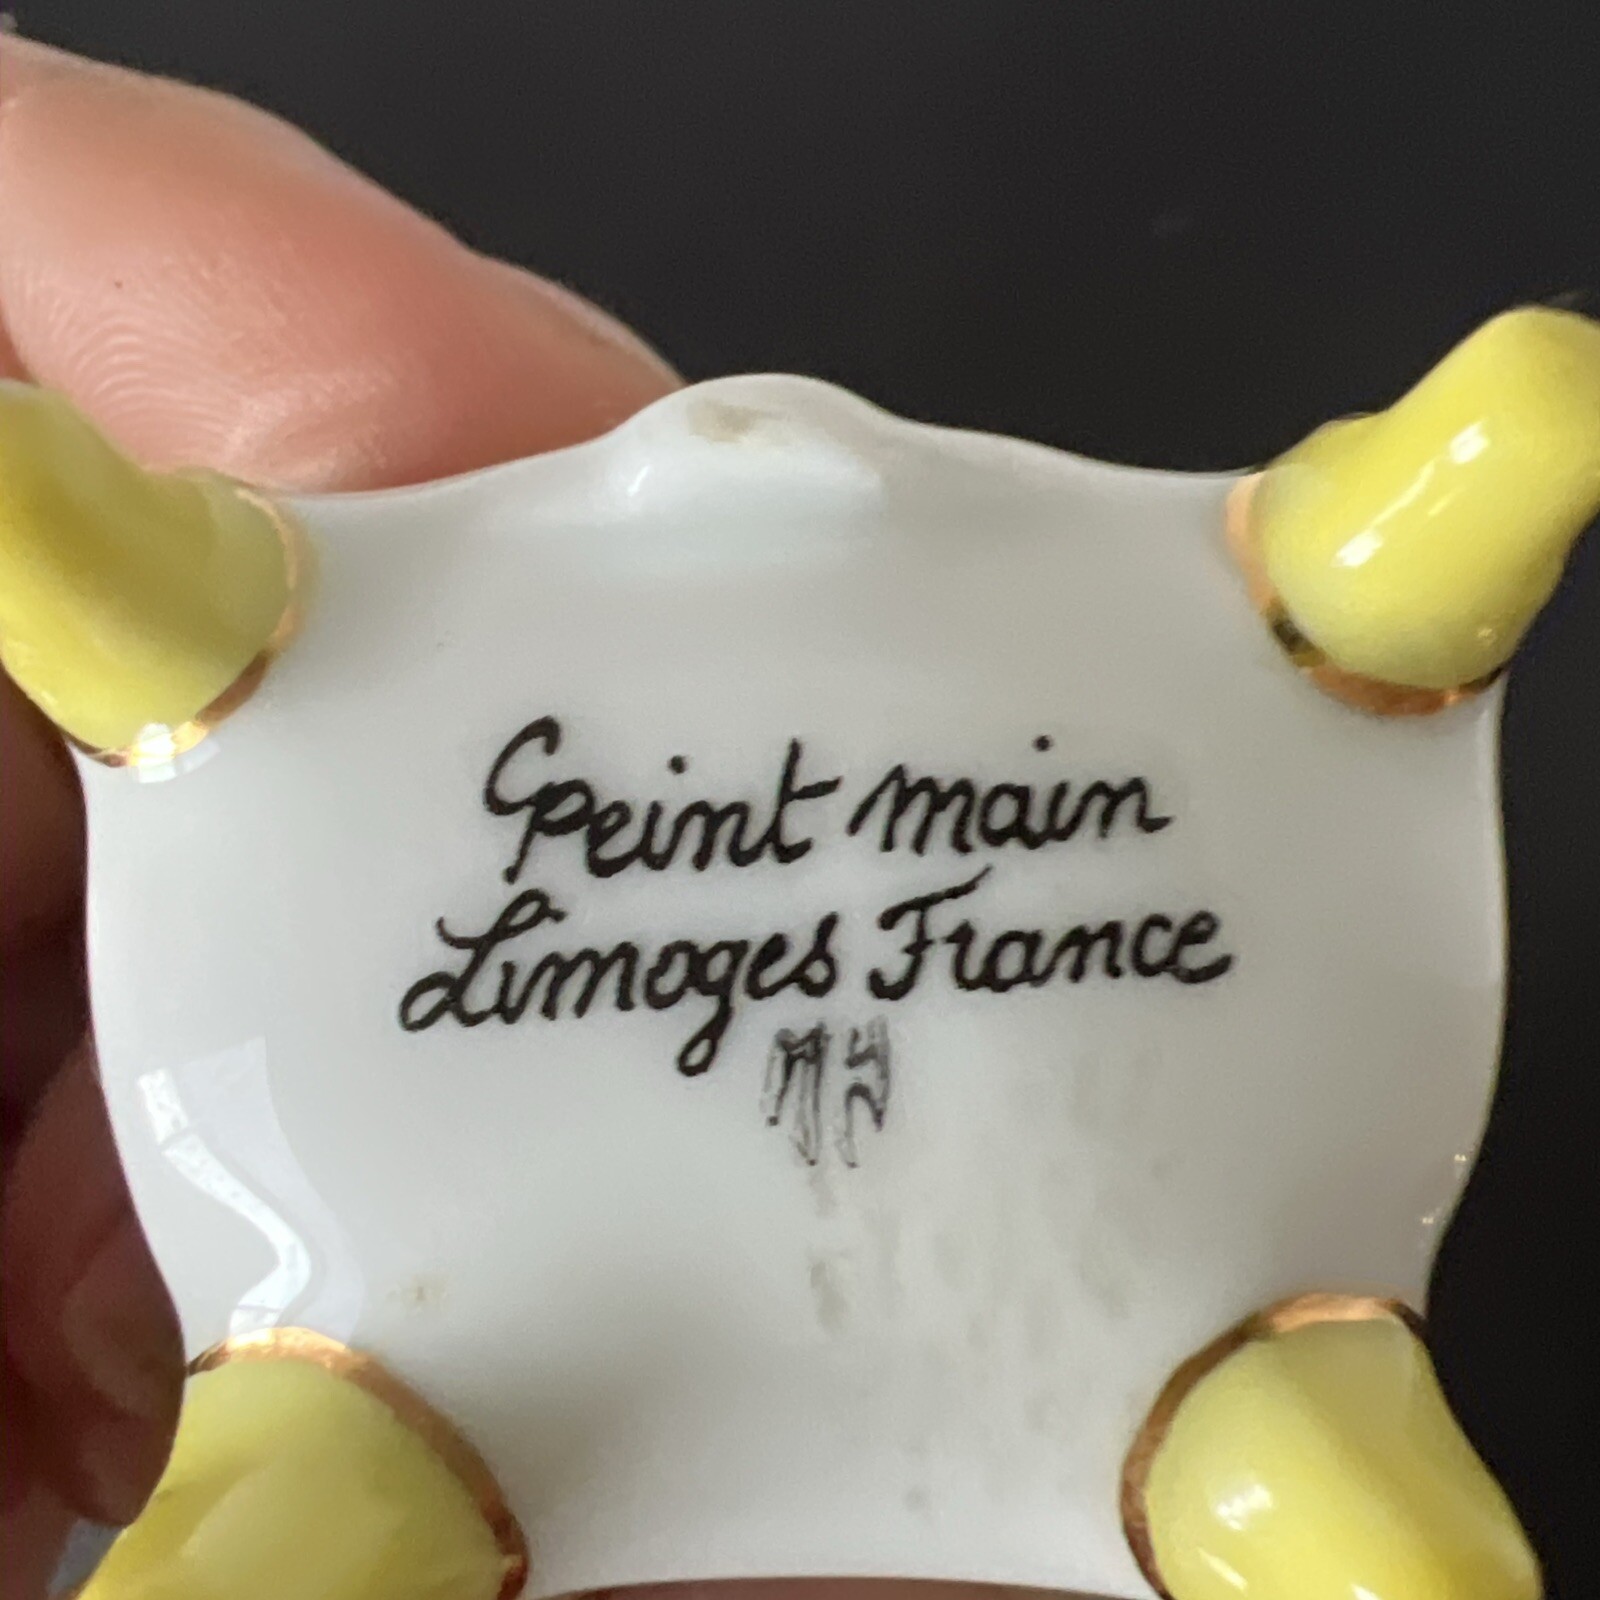 Peint main
Limoges France